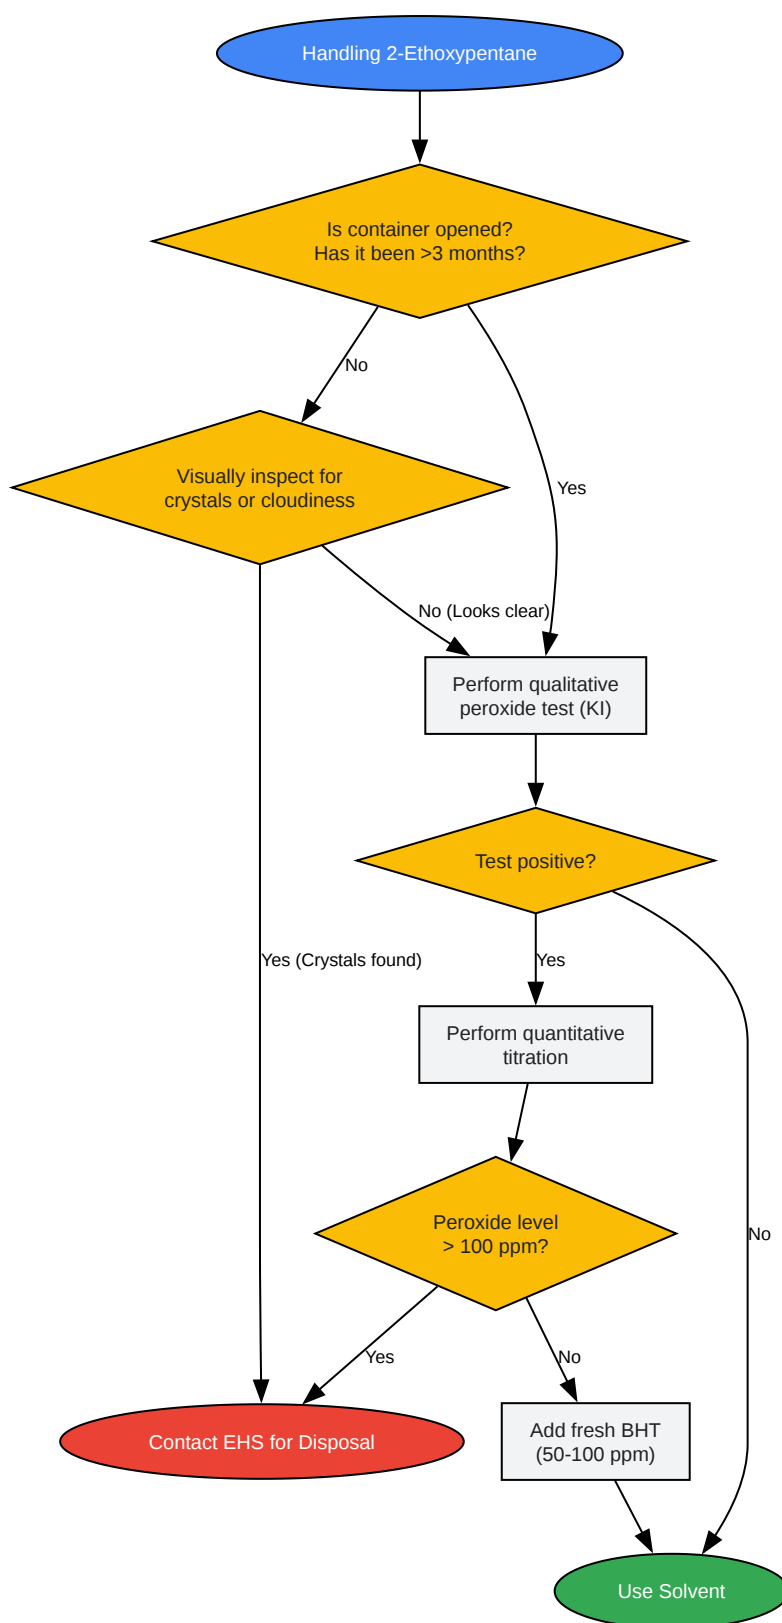 Handling 2-Ethoxypentane
Is container opened?
Has it been >3 months?
No
Visually inspect for
crystals or cloudiness
Yes
No (Looks clear)
Perform qualitative
peroxide test (KI)
Test positive?
Yes (Crystals found)
Yes
Perform quantitative
titration
Peroxide level
> 100 ppm?
No
Yes
No
Add fresh BHT
(50-100 ppm)
Contact EHS for Disposal
Use Solvent